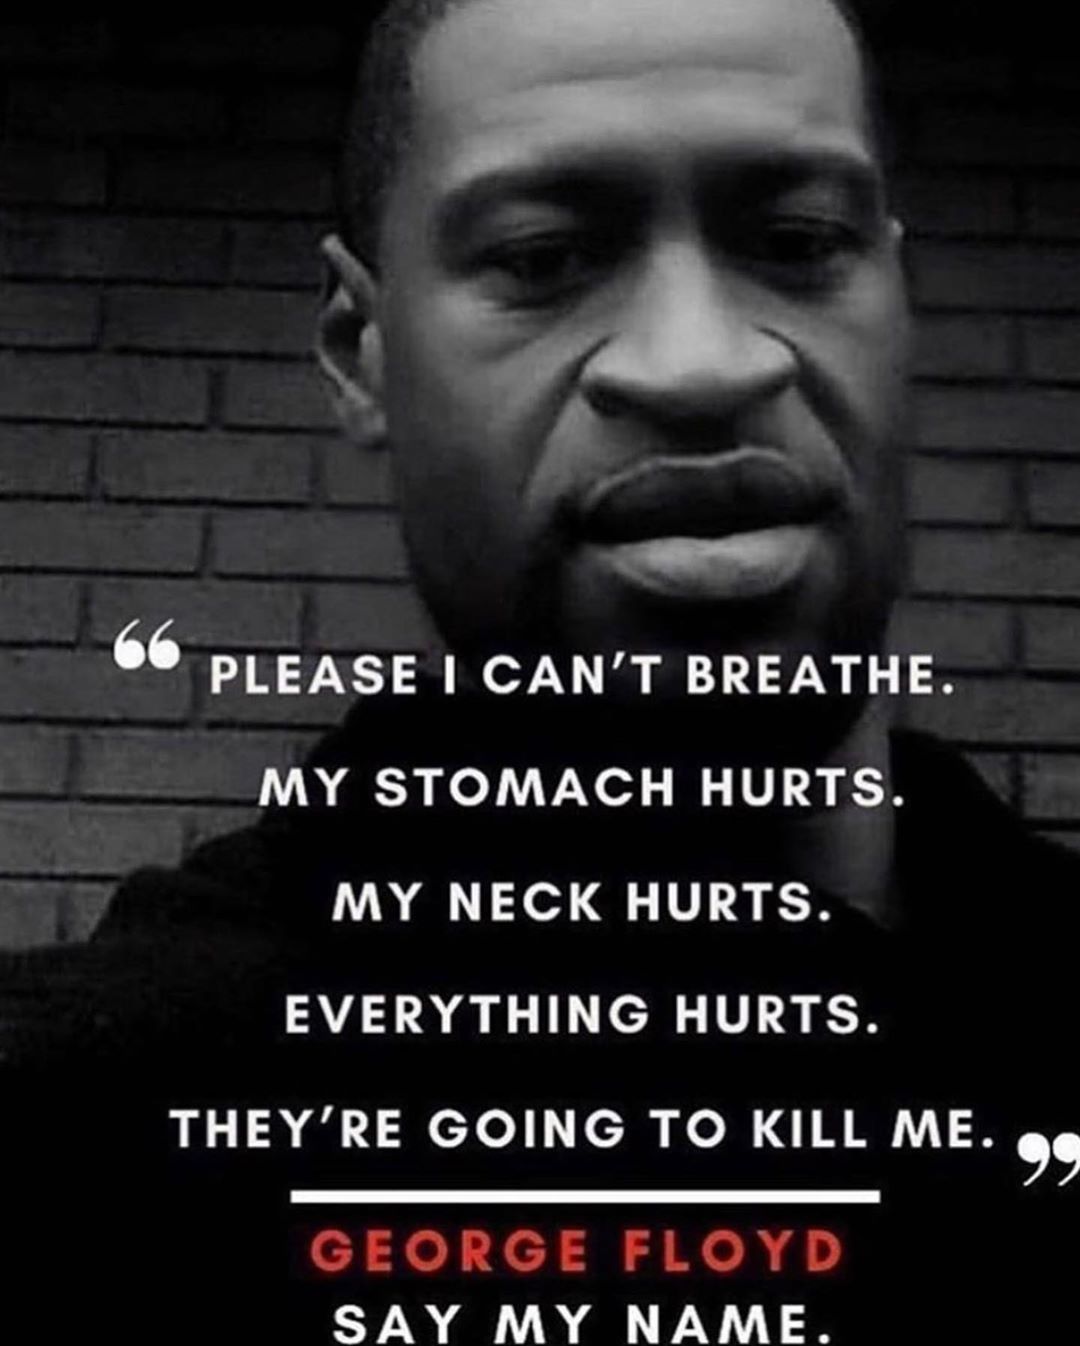 “ PLEASE I CAN’T BREATHE.
MY STOMACH HURTS.
MY NECK HURTS.
EVERYTHING HURTS.
THEY’RE GOING TO KILL ME. ”
GEORGE FLOYD
SAY MY NAME.